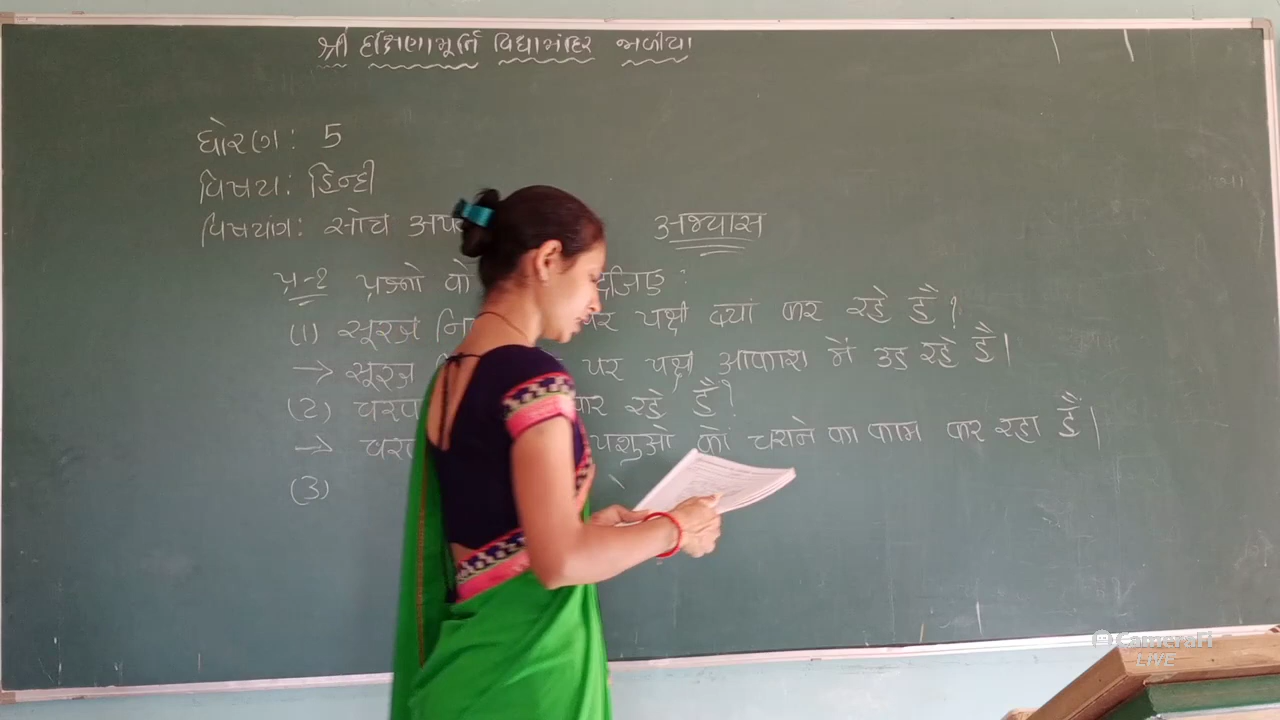 શ્રી દક્ષિણામૂર્તિ વિદ્યામંદિર માળીયા
ધોરણ: 5
વિષય: હિન્દી
વિષયાંગ: सोच अप अभ्यास
प्र-१ प्रश्नो दिजिए:
(1) सूरज नि पर पक्षी क्यां कर रहे हैं?
→ सूरज पर पक्षी आकाश में उड़ रहे हैं।
(2) चरवा कर रहे हैं?
→ चरवा पशुओ कों चराने का काम कर रहा हैं।
(3)
CameraFi
LIVE